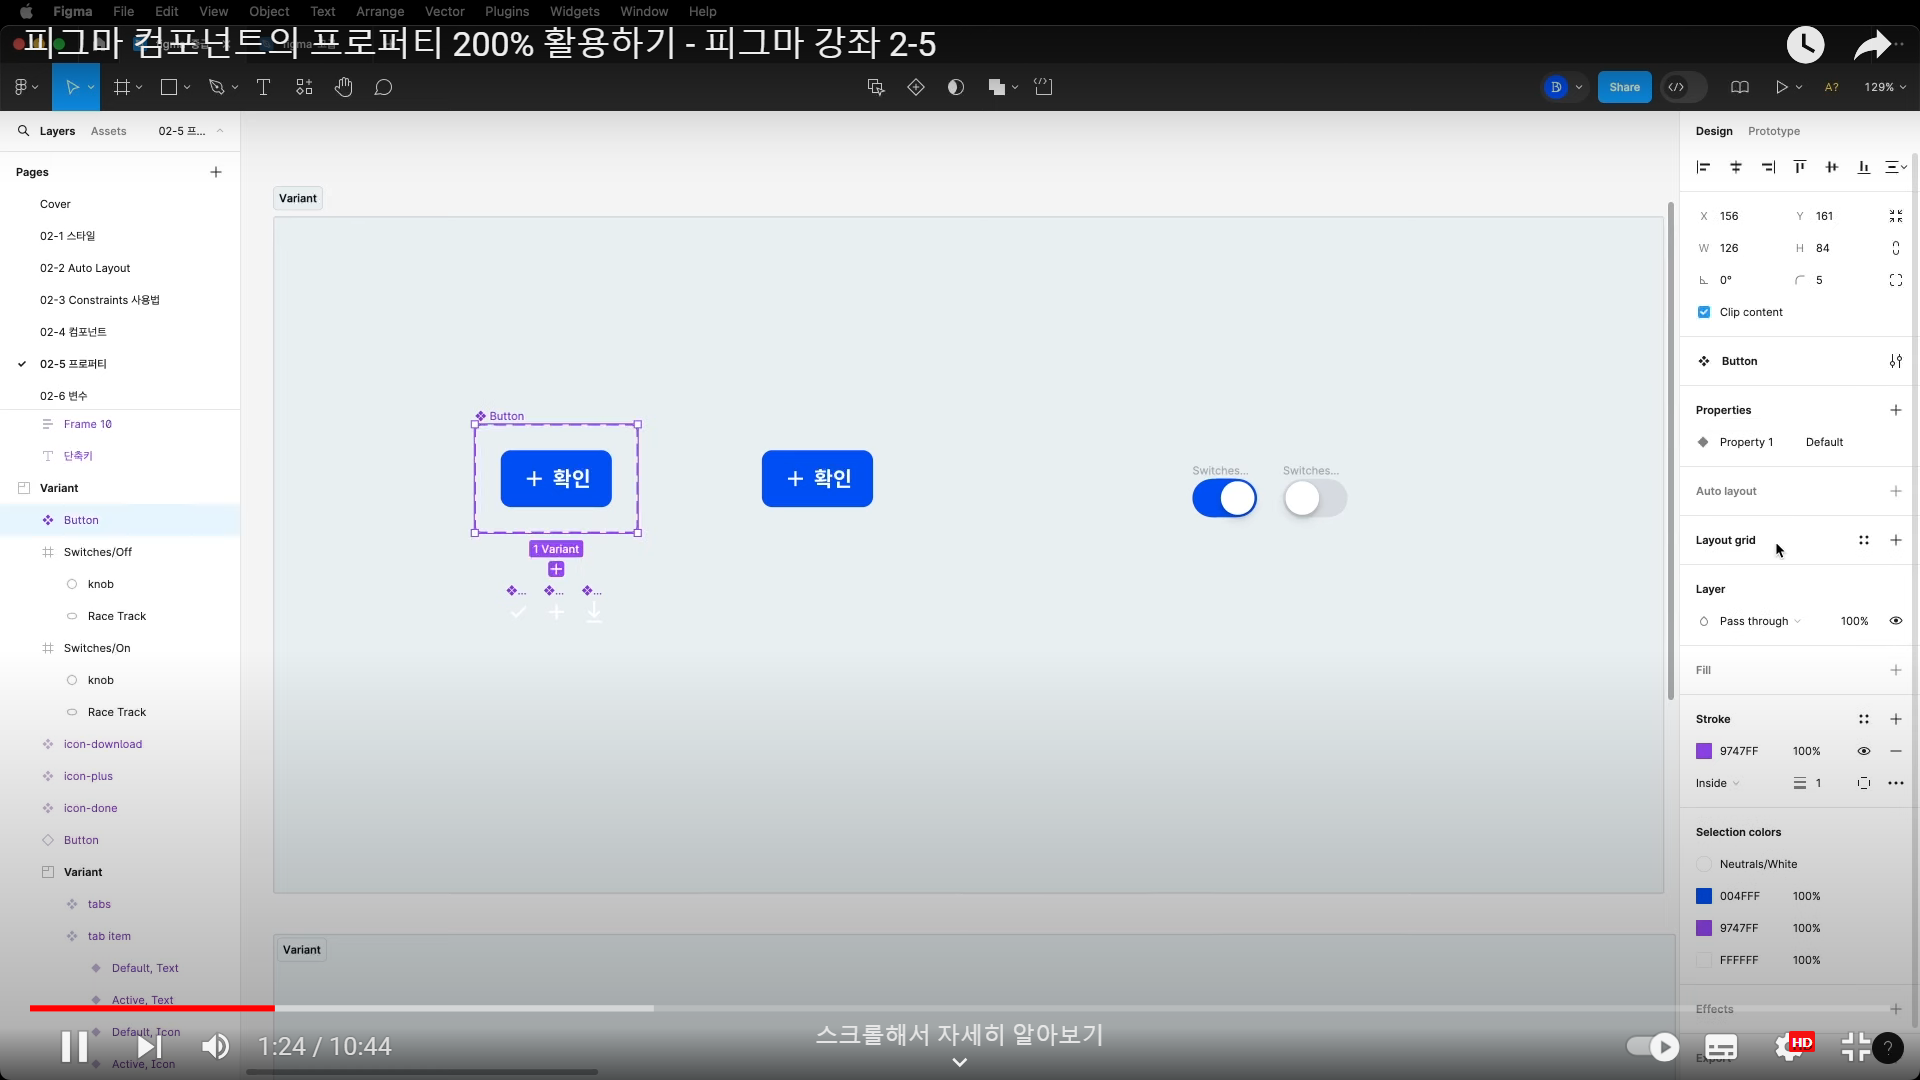 Figma File Edit View Object Text Arrange Vector Plugins Widgets Window Help
피그마 컴포넌트의 프로퍼티 200% 활용하기 - 피그마 강좌 2-5
B
Share
A?
129%
Layers Assets 02-5 프...
Pages
Cover
02-1 스타일
02-2 Auto Layout
02-3 Constraints 사용법
02-4 컴포넌트
02-5 프로퍼티
02-6 변수
Frame 10
단축키
Variant
Button
Switches/Off
knob
Race Track
Switches/On
knob
Race Track
icon-download
icon-plus
icon-done
Button
Variant
tabs
tab item
Default, Text
Active, Text
Default, Icon
Active, Icon
Variant
Button
확인
확인
1 Variant
...
...
...
Switches...
Switches...
Variant
Design Prototype
X 156 Y 161
W 126 H 84
0° 5
Clip content
Button
Properties
Property 1 Default
Auto layout
Layout grid
Layer
Pass through 100%
Fill
Stroke
9747FF 100%
Inside 1
Selection colors
Neutrals/White
004FFF 100%
9747FF 100%
FFFFFF 100%
Effects
Export
1:24 / 10:44
스크롤해서 자세히 알아보기
HD
?